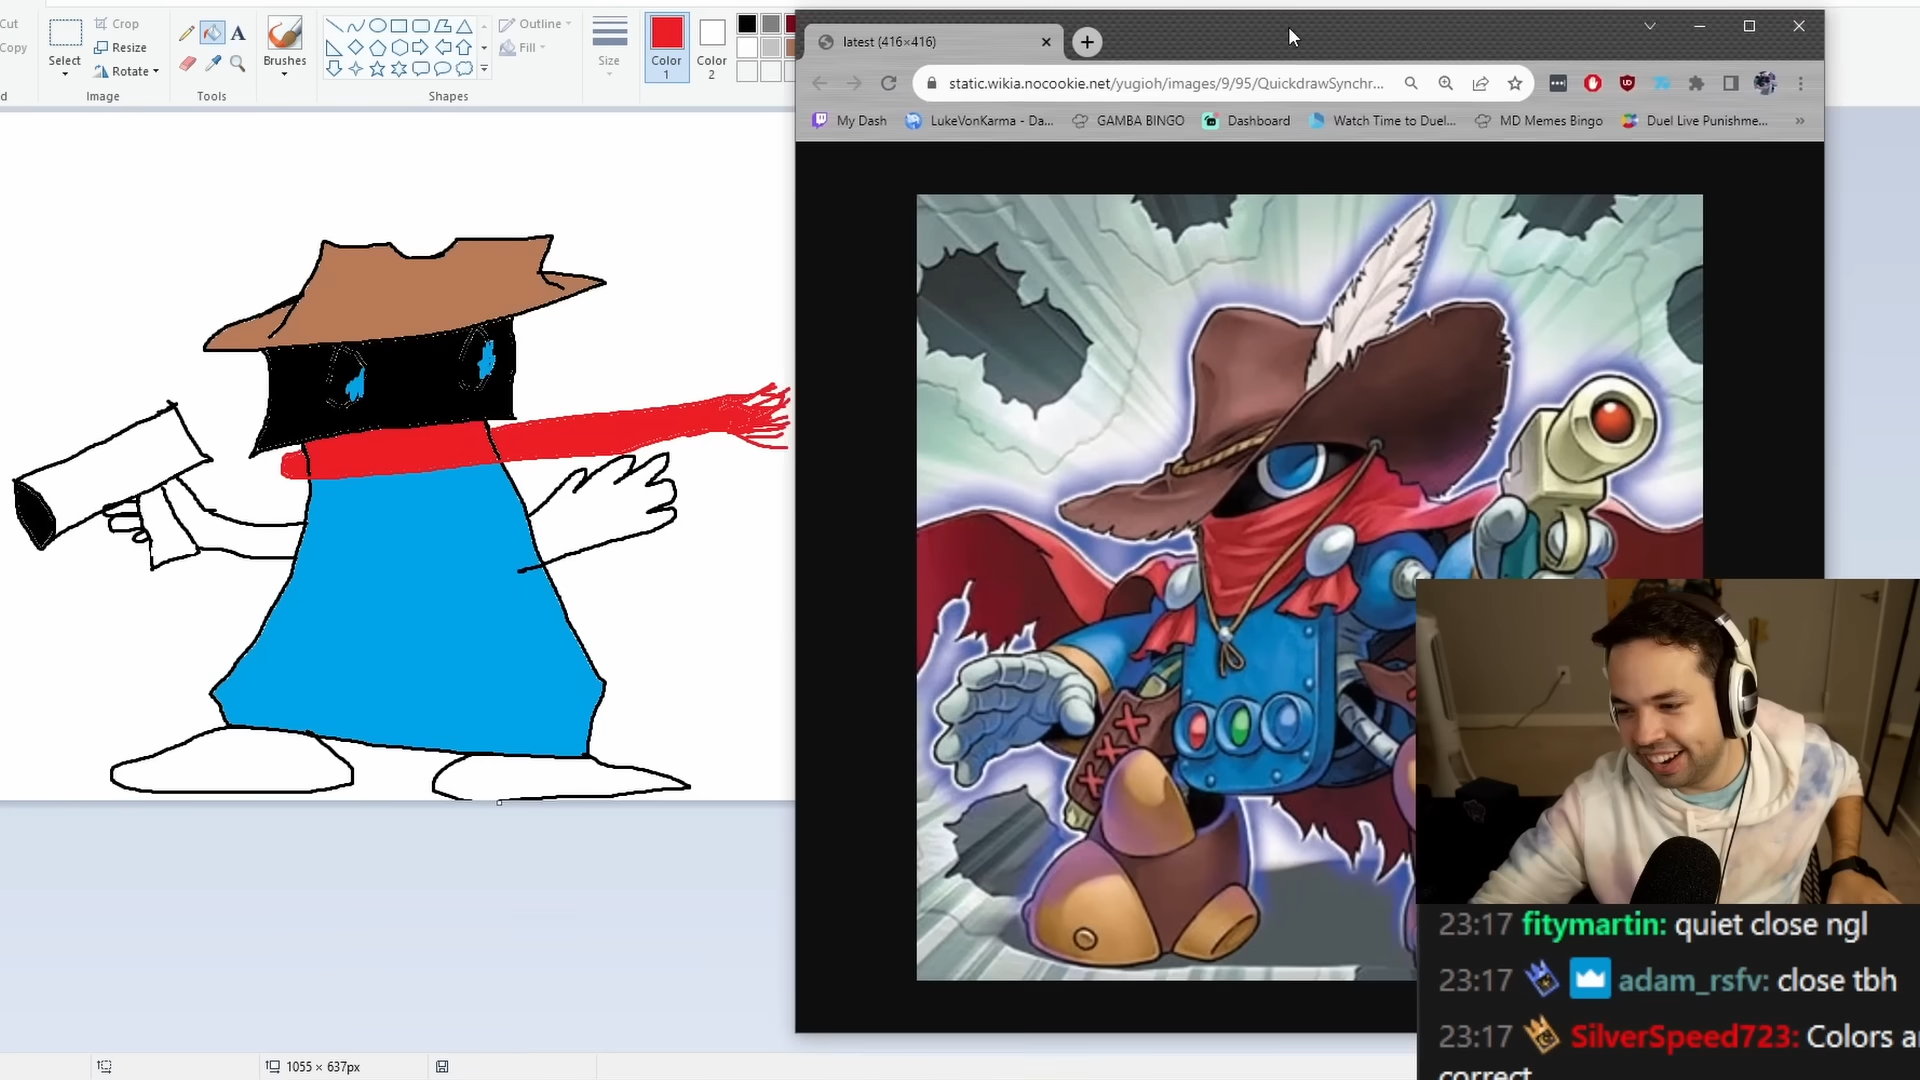 Cut
Copy
d
Select
Crop
Resize
Rotate
Image
A
Tools
Brushes
Shapes
Outline
Fill
Size
Color
1
Color
2
latest (416×416)
static.wikia.nocookie.net/yugioh/images/9/95/QuickdrawSynchr...
My Dash
LukeVonKarma - Da...
GAMBA BINGO
Dashboard
Watch Time to Duel...
MD Memes Bingo
Duel Live Punishme...
»
23:17 fitymartin: quiet close ngl
23:17 adam_rsfv: close tbh
23:17 SilverSpeed723: Colors a
correct
1055 × 637px